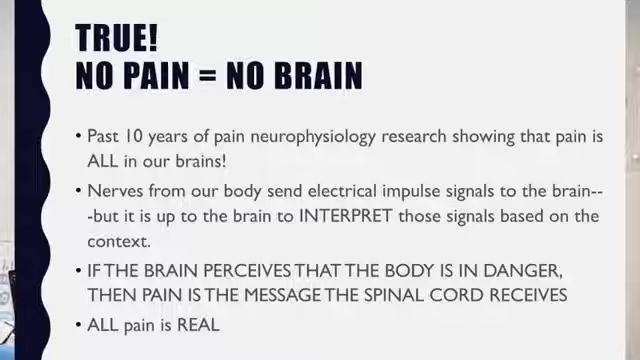 TRUE!
NO PAIN = NO BRAIN
• Past 10 years of pain neurophysiology research showing that pain is
ALL in our brains!
• Nerves from our body send electrical impulse signals to the brain--
-but it is up to the brain to INTERPRET those signals based on the
context.
• IF THE BRAIN PERCEIVES THAT THE BODY IS IN DANGER,
THEN PAIN IS THE MESSAGE THE SPINAL CORD RECEIVES
• ALL pain is REAL